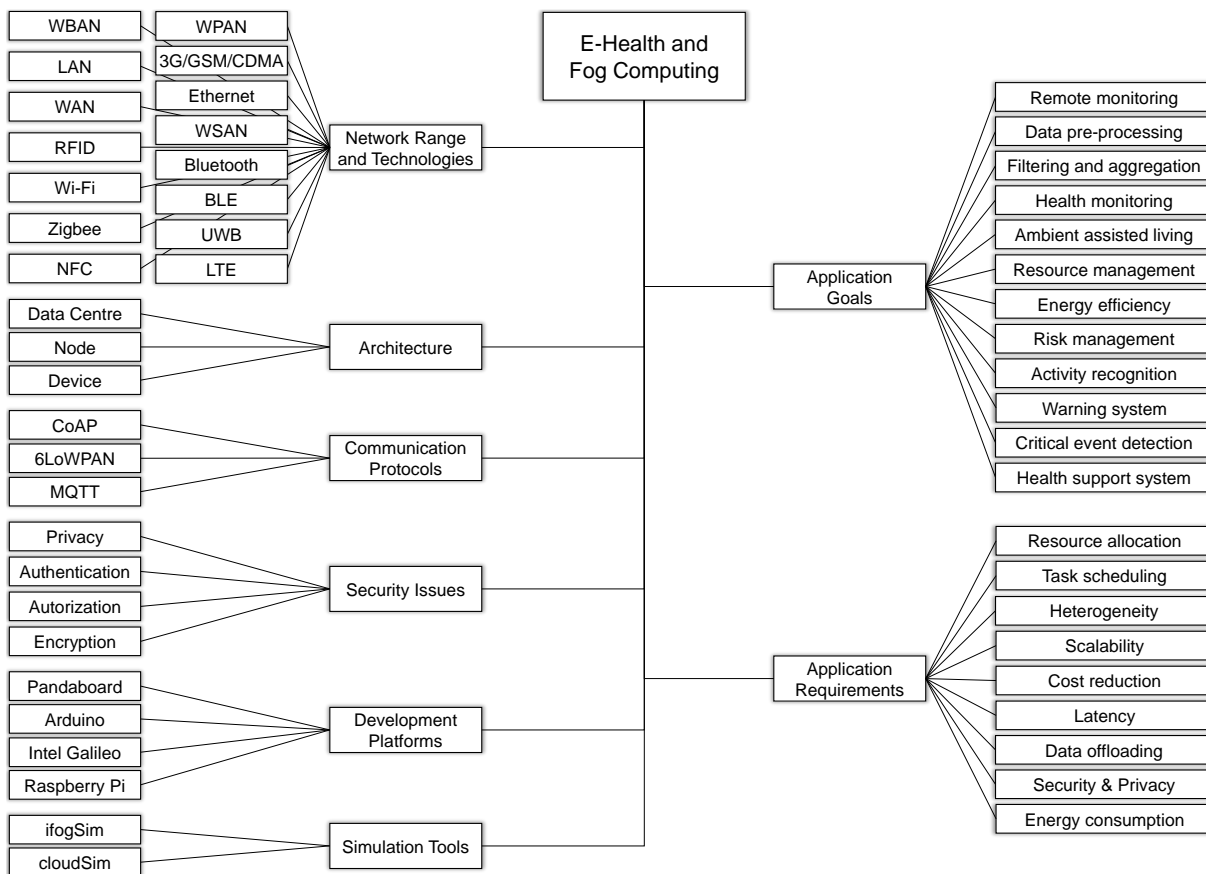 E-Health and
Fog Computing
WBAN
LAN
WAN
RFID
Wi-Fi
Zigbee
NFC
WPAN
3G/GSM/CDMA
Ethernet
WSAN
Bluetooth
BLE
UWB
LTE
Network Range
and Technologies
Data Centre
Node
Device
Architecture
CoAP
6LoWPAN
MQTT
Communication
Protocols
Privacy
Authentication
Autorization
Encryption
Security Issues
Pandaboard
Arduino
Intel Galileo
Raspberry Pi
Development
Platforms
ifogSim
cloudSim
Simulation Tools
Application
Goals
Remote monitoring
Data pre-processing
Filtering and aggregation
Health monitoring
Ambient assisted living
Resource management
Energy efficiency
Risk management
Activity recognition
Warning system
Critical event detection
Health support system
Application
Requirements
Resource allocation
Task scheduling
Heterogeneity
Scalability
Cost reduction
Latency
Data offloading
Security & Privacy
Energy consumption